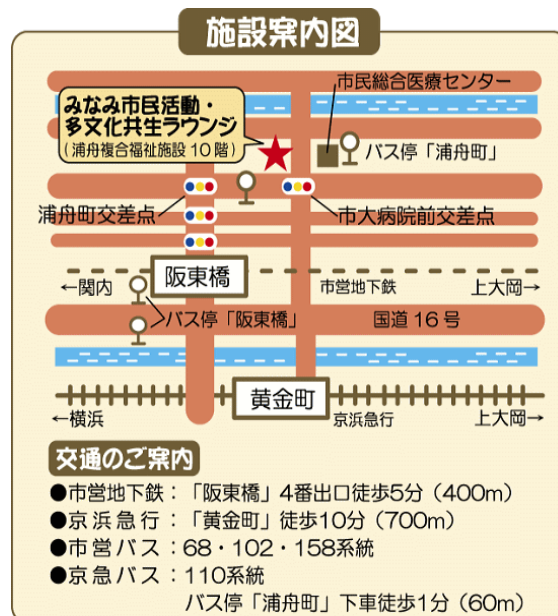 施設案内図
市民総合医療センター
みなみ市民活動・
多文化共生ラウンジ
(浦舟複合福祉施設10階)
バス停「浦舟町」
浦舟町交差点
市大病院前交差点
阪東橋
←関内
市営地下鉄
上大岡→
バス停「阪東橋」
国道16号
黄金町
←横浜
京浜急行
上大岡→
交通のご案内
●市営地下鉄:「阪東橋」4番出口徒歩5分(400m)
●京浜急行:「黄金町」徒歩10分(700m)
●市営バス:68・102・158系統
●京急バス:110系統
バス停「浦舟町」下車徒歩1分(60m)